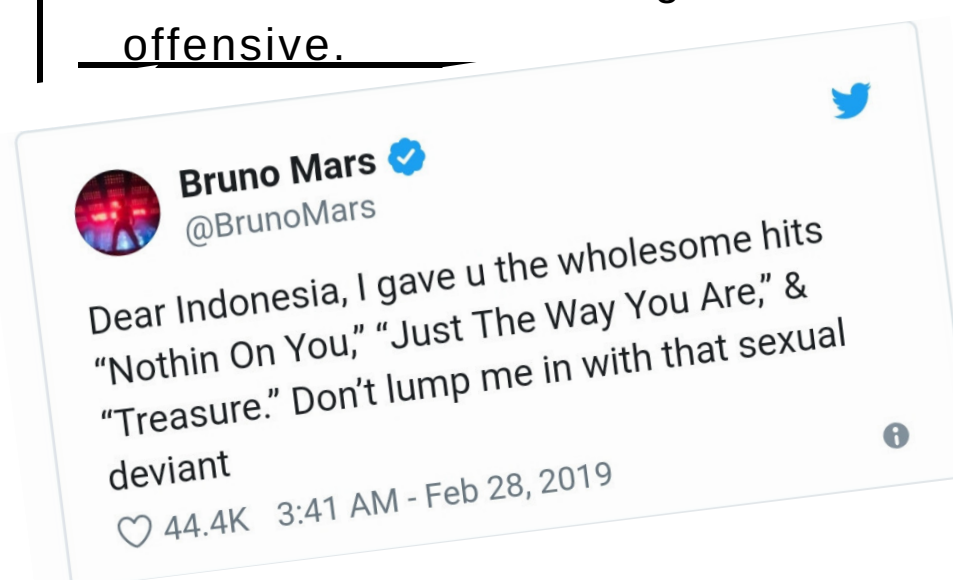 offensive.
Bruno Mars
@BrunoMars
Dear Indonesia, I gave u the wholesome hits
“Nothin On You,” “Just The Way You Are,” &
“Treasure.” Don’t lump me in with that sexual
deviant
44.4K 3:41 AM - Feb 28, 2019